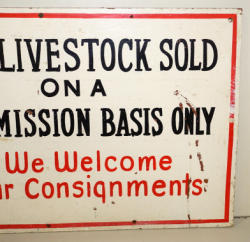 LIVESTOCK SOLD
ON A
MISSION BASIS ONLY
We Welcome
r Consignments